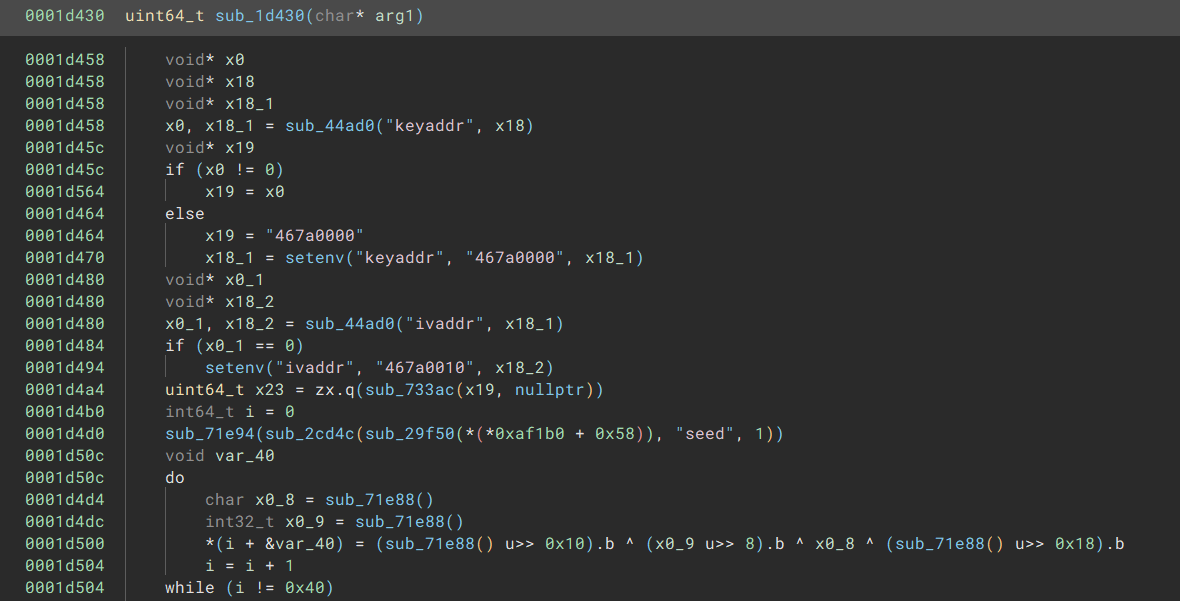 0001d430 uint64_t sub_1d430(char* arg1)
0001d458 void* x0
0001d458 void* x18
0001d458 void* x18_1
0001d458 x0, x18_1 = sub_44ad0("keyaddr", x18)
0001d45c void* x19
0001d45c if (x0 != 0)
0001d564 x19 = x0
0001d464 else
0001d464 x19 = "467a0000"
0001d470 x18_1 = setenv("keyaddr", "467a0000", x18_1)
0001d480 void* x0_1
0001d480 void* x18_2
0001d480 x0_1, x18_2 = sub_44ad0("ivaddr", x18_1)
0001d484 if (x0_1 == 0)
0001d494 setenv("ivaddr", "467a0010", x18_2)
0001d4a4 uint64_t x23 = zx.q(sub_733ac(x19, nullptr))
0001d4b0 int64_t i = 0
0001d4d0 sub_71e94(sub_2cd4c(sub_29f50(*(*0xaf1b0 + 0x58)), "seed", 1))
0001d50c void var_40
0001d50c do
0001d4d4 char x0_8 = sub_71e88()
0001d4dc int32_t x0_9 = sub_71e88()
0001d500 *(i + &var_40) = (sub_71e88() u>> 0x10).b ^ (x0_9 u>> 8).b ^ x0_8 ^ (sub_71e88() u>> 0x18).b
0001d504 i = i + 1
0001d504 while (i != 0x40)